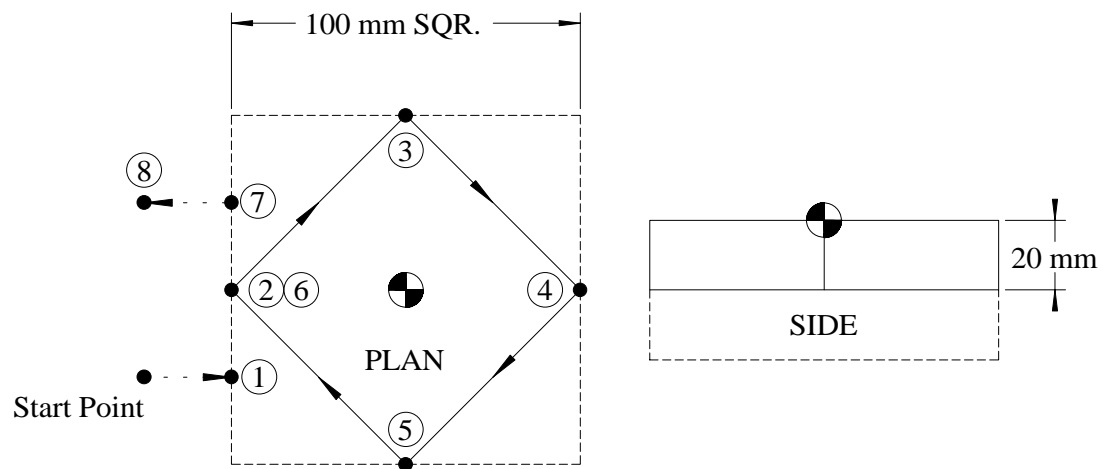 100 mm SQR.
3
8
7
2 6
4
20 mm
SIDE
PLAN
1
Start Point
5